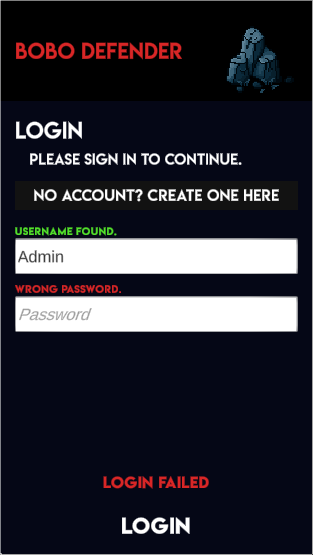 BOBO DEFENDER
LOGIN
PLEASE SIGN IN TO CONTINUE.
NO ACCOUNT? CREATE ONE HERE
USERNAME FOUND.
Admin
WRONG PASSWORD.
Password
LOGIN FAILED
LOGIN